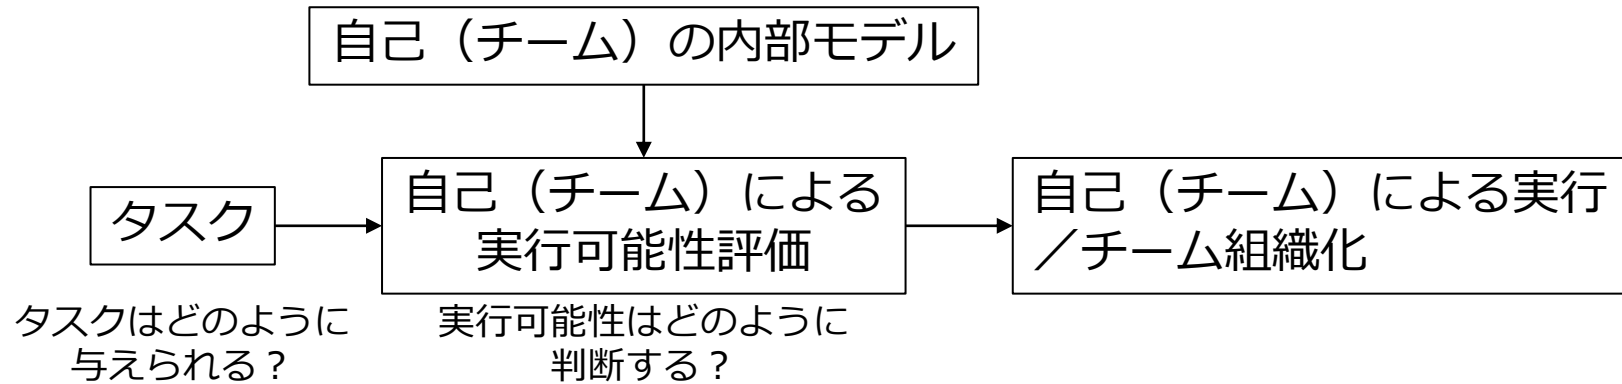 自己（チーム）の内部モデル
タスク
自己（チーム）による
実行可能性評価
自己（チーム）による実行
／チーム組織化
タスクはどのように
与えられる？
実行可能性はどのように
判断する？